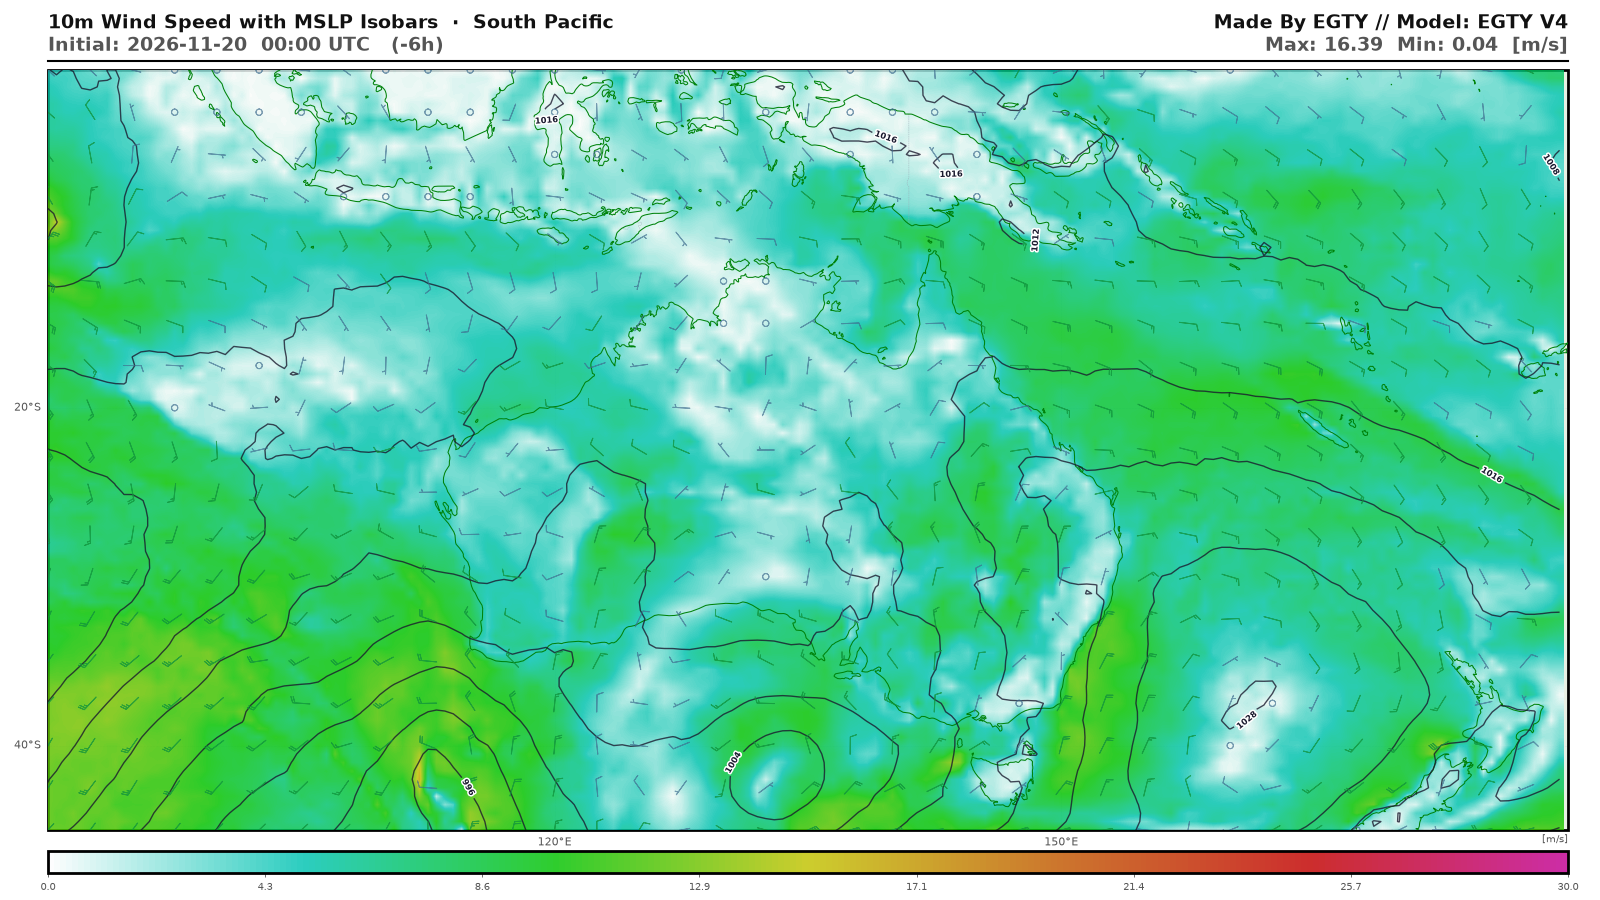 10m Wind Speed with MSLP Isobars · South Pacific
Made By EGTY // Model: EGTY V4
Initial: 2026-11-20 00:00 UTC (-6h)
Max: 16.39 Min: 0.04 [m/s]
1016
1016
1008
1016
1012
20°S
1016
1028
40°S
1004
996
120°E
150°E
[m/s]
0.0
4.3
8.6
12.9
17.1
21.4
25.7
30.0